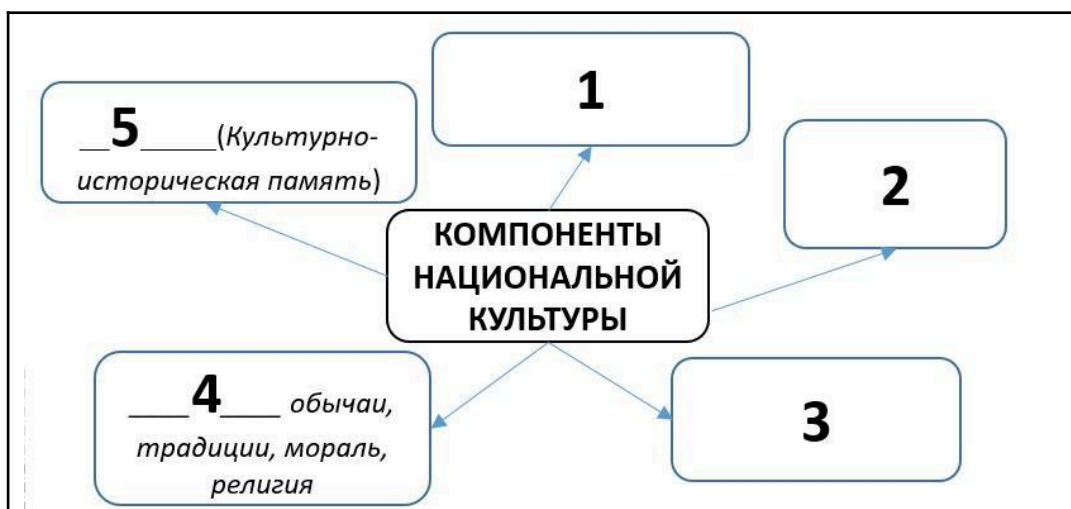 1
__5_____(Культурно-
историческая память)
2
КОМПОНЕНТЫ
НАЦИОНАЛЬНОЙ
КУЛЬТУРЫ
____4____ обычаи,
традиции, мораль,
религия
3